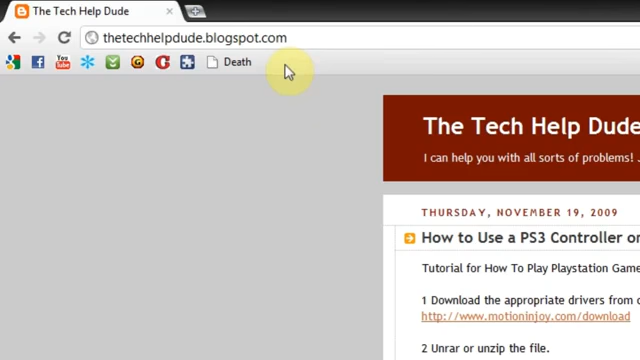 The Tech Help Dude
thetechhelpdude.blogspot.com
You Tube
Death
The Tech Help Dude
I can help you with all sorts of problems!
THURSDAY, NOVEMBER 19, 2009
How to Use a PS3 Controller o
Tutorial for How To Play Playstation Game
1 Download the appropriate drivers from
http://www.motioninjoy.com/download
2 Unrar or unzip the file.